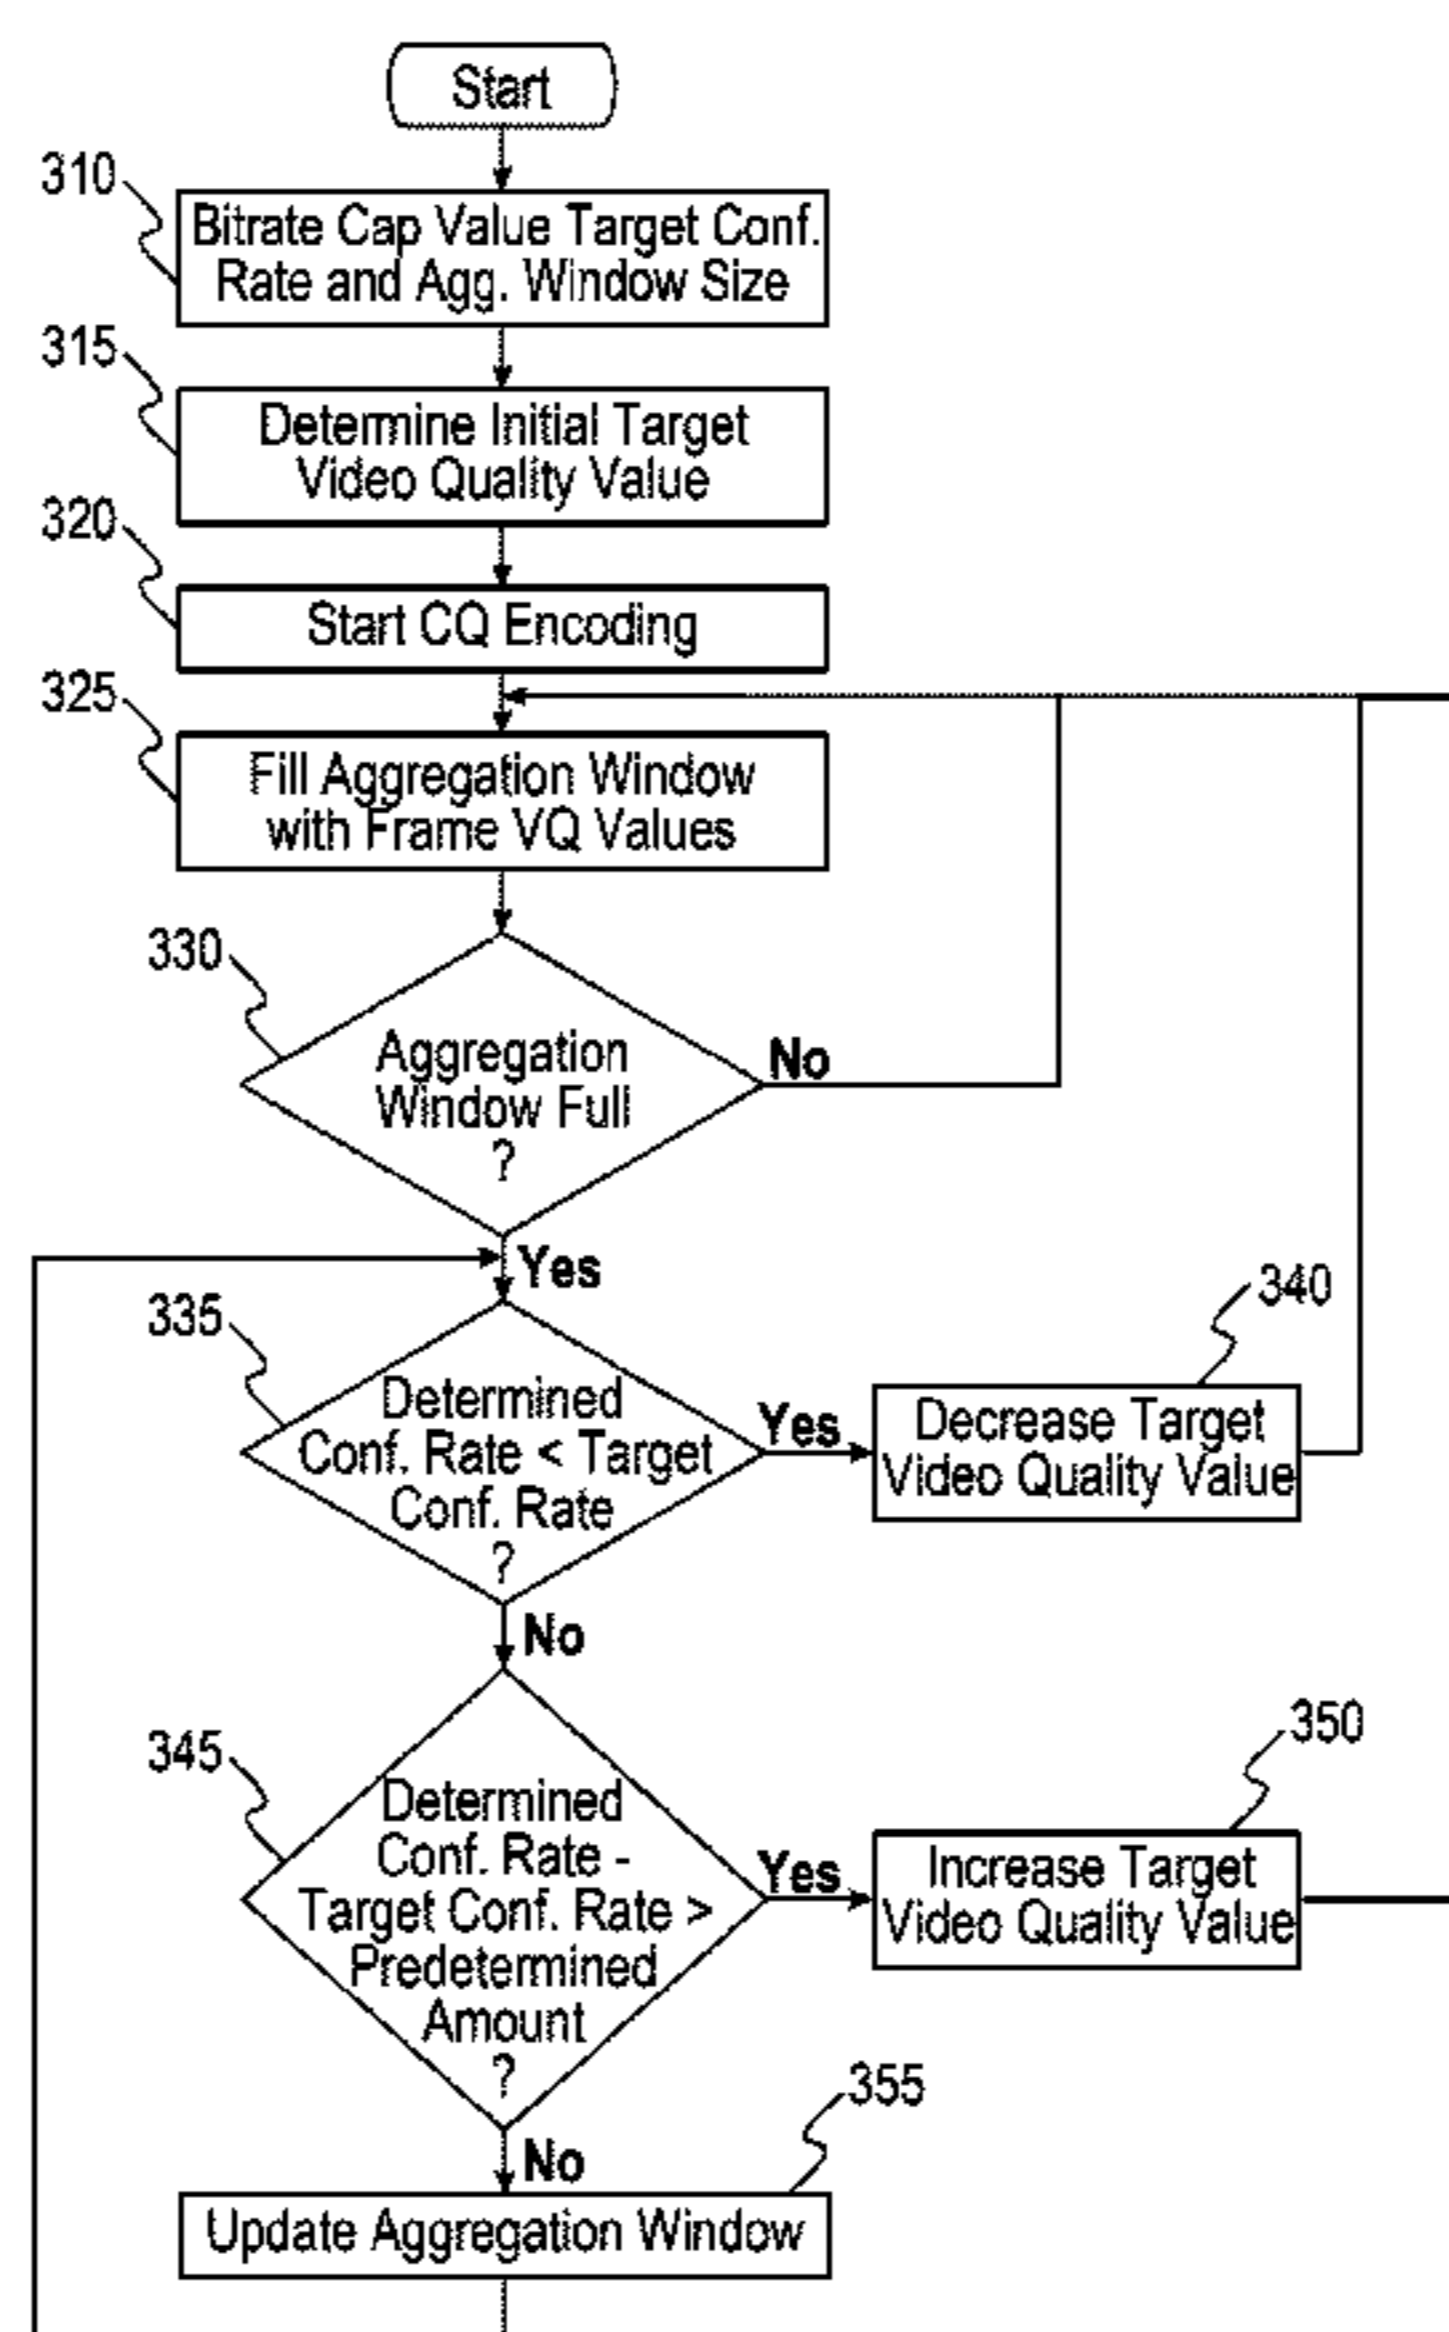 Start
310
Bitrate Cap Value Target Conf.
Rate and Agg. Window Size
315
Determine Initial Target
Video Quality Value
320
Start CQ Encoding
325
Fill Aggregation Window
with Frame VQ Values
330
Aggregation
Window Full
?
No
Yes
335
Determined
Conf. Rate < Target
Conf. Rate
?
Yes
340
Decrease Target
Video Quality Value
No
345
Determined
Conf. Rate -
Target Conf. Rate >
Predetermined
Amount
?
Yes
350
Increase Target
Video Quality Value
No
355
Update Aggregation Window